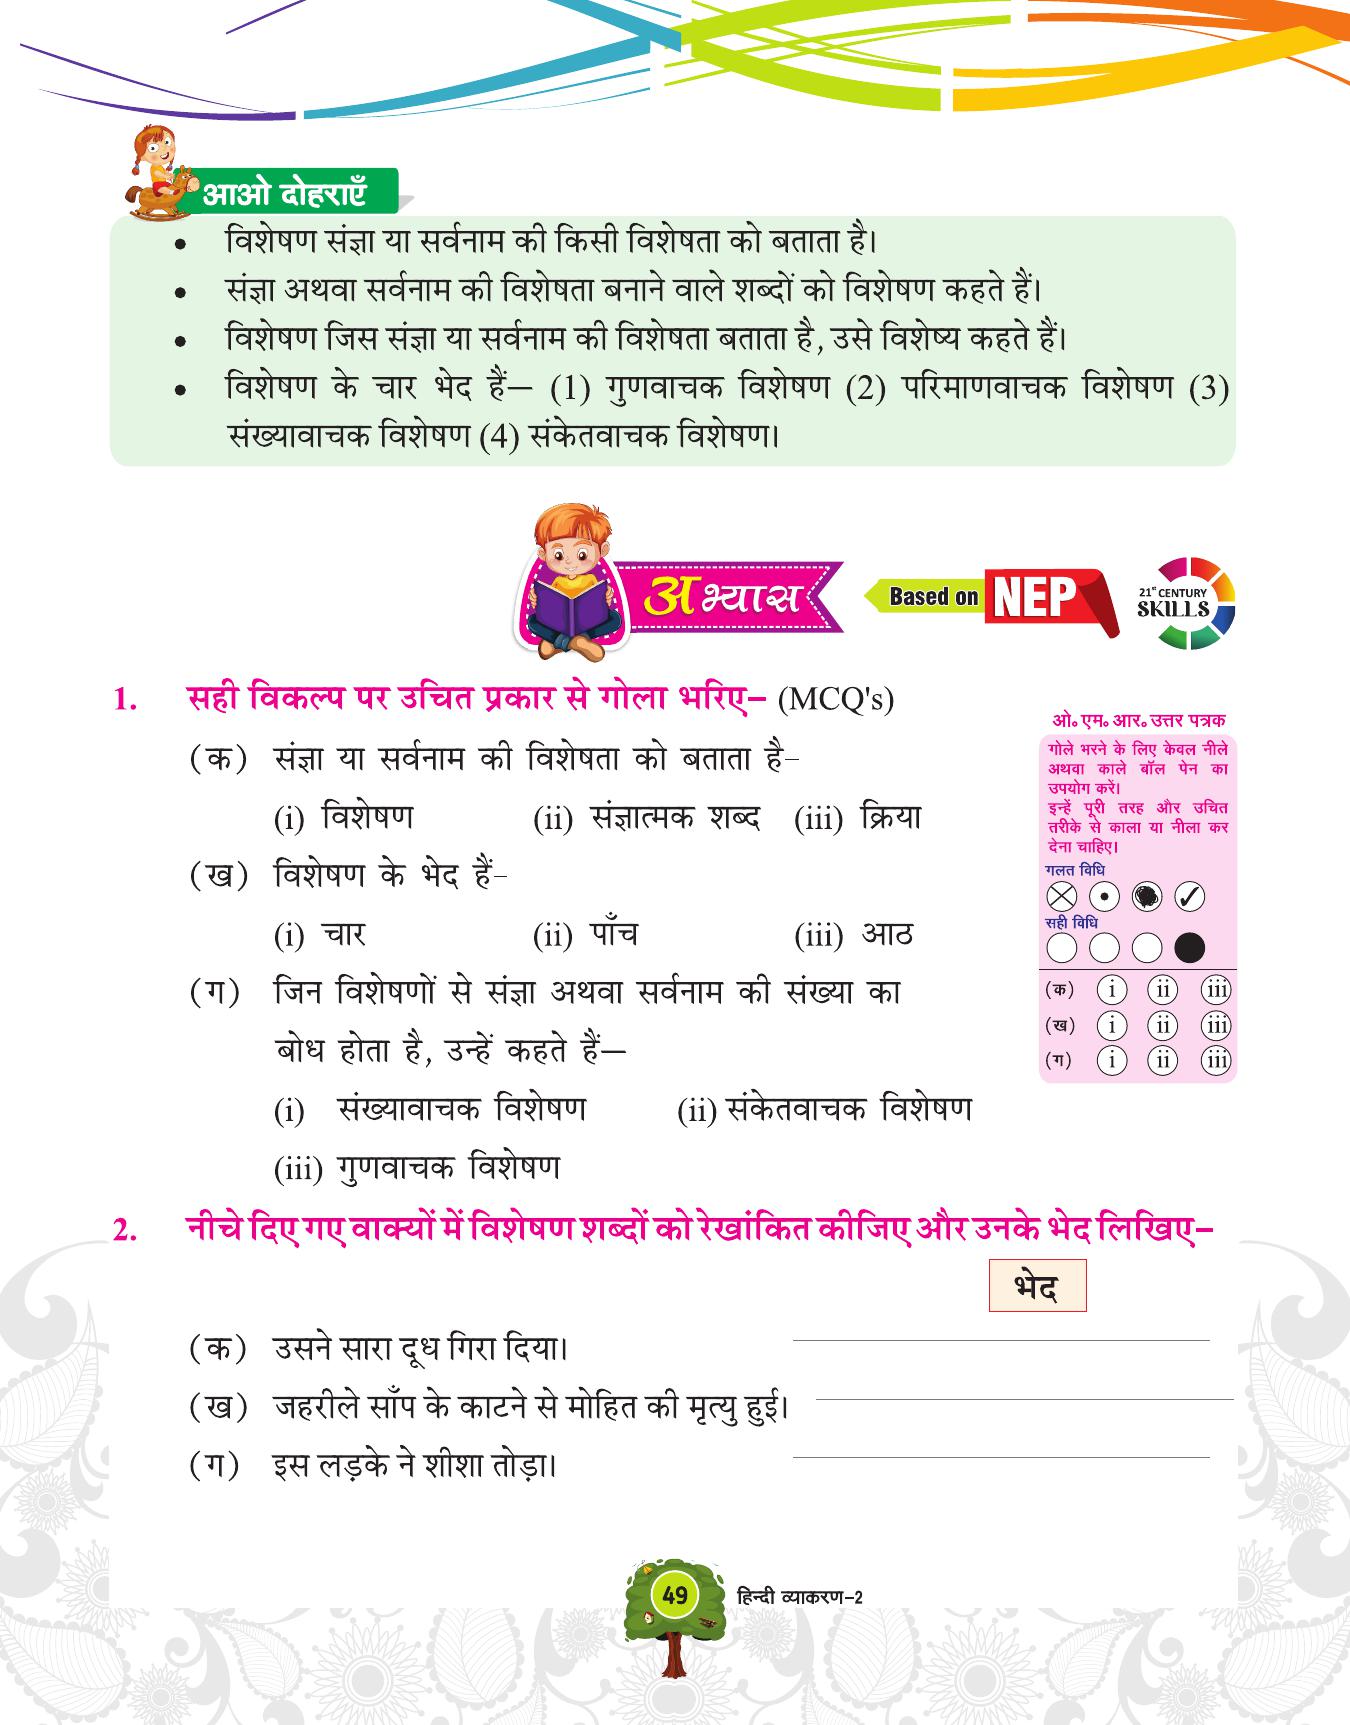 आओ दोहराएँ
• विशेषण संज्ञा या सर्वनाम की किसी विशेषता को बताता है।
• संज्ञा अथवा सर्वनाम की विशेषता बनाने वाले शब्दों को विशेषण कहते हैं।
• विशेषण जिस संज्ञा या सर्वनाम की विशेषता बताता है, उसे विशेष्य कहते हैं।
• विशेषण के चार भेद हैं— (1) गुणवाचक विशेषण (2) परिमाणवाचक विशेषण (3)
संख्यावाचक विशेषण (4) संकेतवाचक विशेषण।
अभ्यास
Based on NEP
21st CENTURY
SKILLS
1. सही विकल्प पर उचित प्रकार से गोला भरिए– (MCQ's)
(क) संज्ञा या सर्वनाम की विशेषता को बताता है–
(i) विशेषण (ii) संज्ञात्मक शब्द (iii) क्रिया
(ख) विशेषण के भेद हैं–
(i) चार (ii) पाँच (iii) आठ
(ग) जिन विशेषणों से संज्ञा अथवा सर्वनाम की संख्या का
बोध होता है, उन्हें कहते हैं—
(i) संख्यावाचक विशेषण (ii) संकेतवाचक विशेषण
(iii) गुणवाचक विशेषण
ओ॰ एम॰ आर॰ उत्तर पत्रक
गोले भरने के लिए केवल नीले
अथवा काले बॉल पेन का
उपयोग करें।
इन्हें पूरी तरह और उचित
तरीके से काला या नीला कर
देना चाहिए।
गलत विधि
सही विधि
(क) i ii iii
(ख) i ii iii
(ग) i ii iii
2. नीचे दिए गए वाक्यों में विशेषण शब्दों को रेखांकित कीजिए और उनके भेद लिखिए–
भेद
(क) उसने सारा दूध गिरा दिया।
(ख) जहरीले साँप के काटने से मोहित की मृत्यु हुई।
(ग) इस लड़के ने शीशा तोड़ा।
49 हिन्दी व्याकरण–2